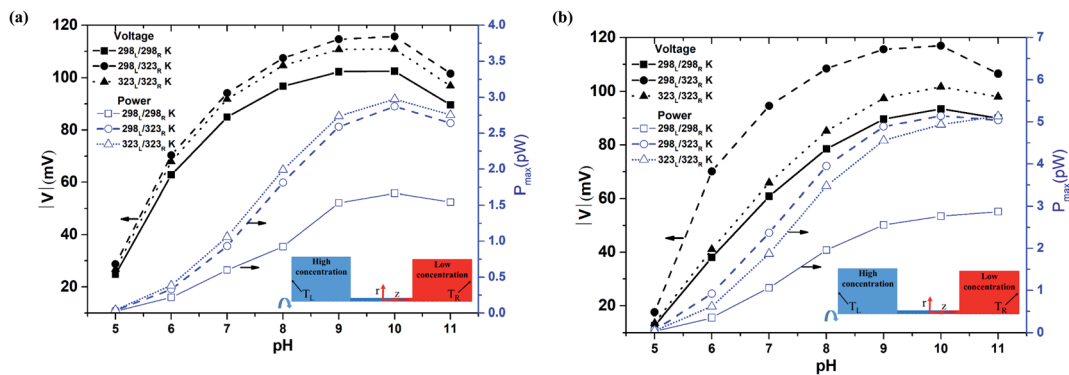 (a)
Voltage
298L/298R K
298L/323R K
323L/323R K
Power
298L/298R K
298L/323R K
323L/323R K
120
100
80
60
40
20
|V|(mV)
4.0
3.5
3.0
2.5
2.0
1.5
1.0
0.5
0.0
Pmax(pW)
High
concentration
TL
r
z
Low
concentration
TR
5 6 7 8 9 10 11
pH
(b)
Voltage
298L/298R K
298L/323R K
323L/323R K
Power
298L/298R K
298L/323R K
323L/323R K
120
100
80
60
40
20
|V|(mV)
7
6
5
4
3
2
1
0
Pmax(pW)
High
concentration
TL
r
z
Low
concentration
TR
5 6 7 8 9 10 11
pH